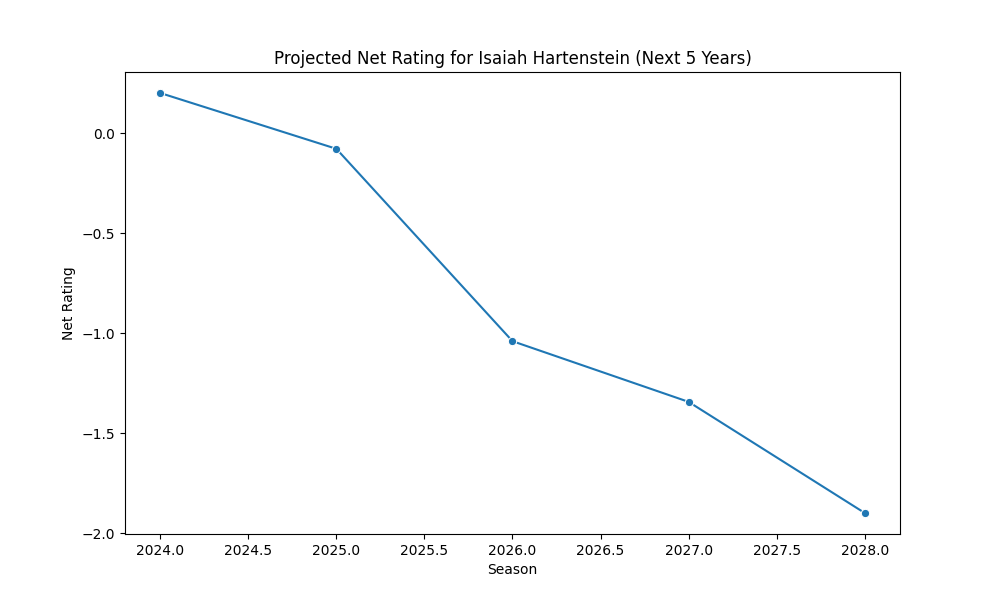 Projected Net Rating for Isaiah Hartenstein (Next 5 Years)
0.0
−0.5
−1.0
−1.5
−2.0
Net Rating
2024.0 2024.5 2025.0 2025.5 2026.0 2026.5 2027.0 2027.5 2028.0
Season